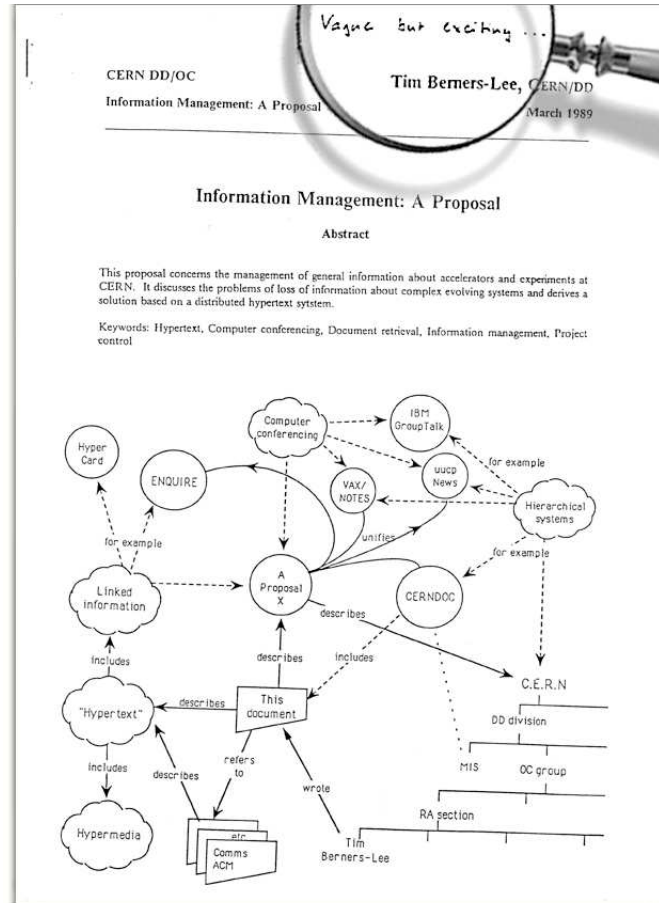 Vague but exciting ...
CERN DD/OC
Tim Berners-Lee, CERN/DD
Information Management: A Proposal
March 1989
Information Management: A Proposal
Abstract
This proposal concerns the management of general information about accelerators and experiments at
CERN. It discusses the problems of loss of information about complex evolving systems and derives a
solution based on a distributed hypertext sytstem.
Keywords: Hypertext, Computer conferencing, Document retrieval, Information management, Project
control
IBM
GroupTalk
Computer
conferencing
Hyper
Card
for example
uucp
News
ENQUIRE
VAX/
NOTES
Hierarchical
systems
unifies
for example
for example
A
Proposal
X
Linked
information
CERNDOC
describes
includes
describes
includes
C.E.R.N
This
document
describes
"Hypertext"
DD division
refers
to
includes
describes
MIS
OC group
wrote
RA section
Hypermedia
etc
Tim
Berners-Lee
Comms
ACM